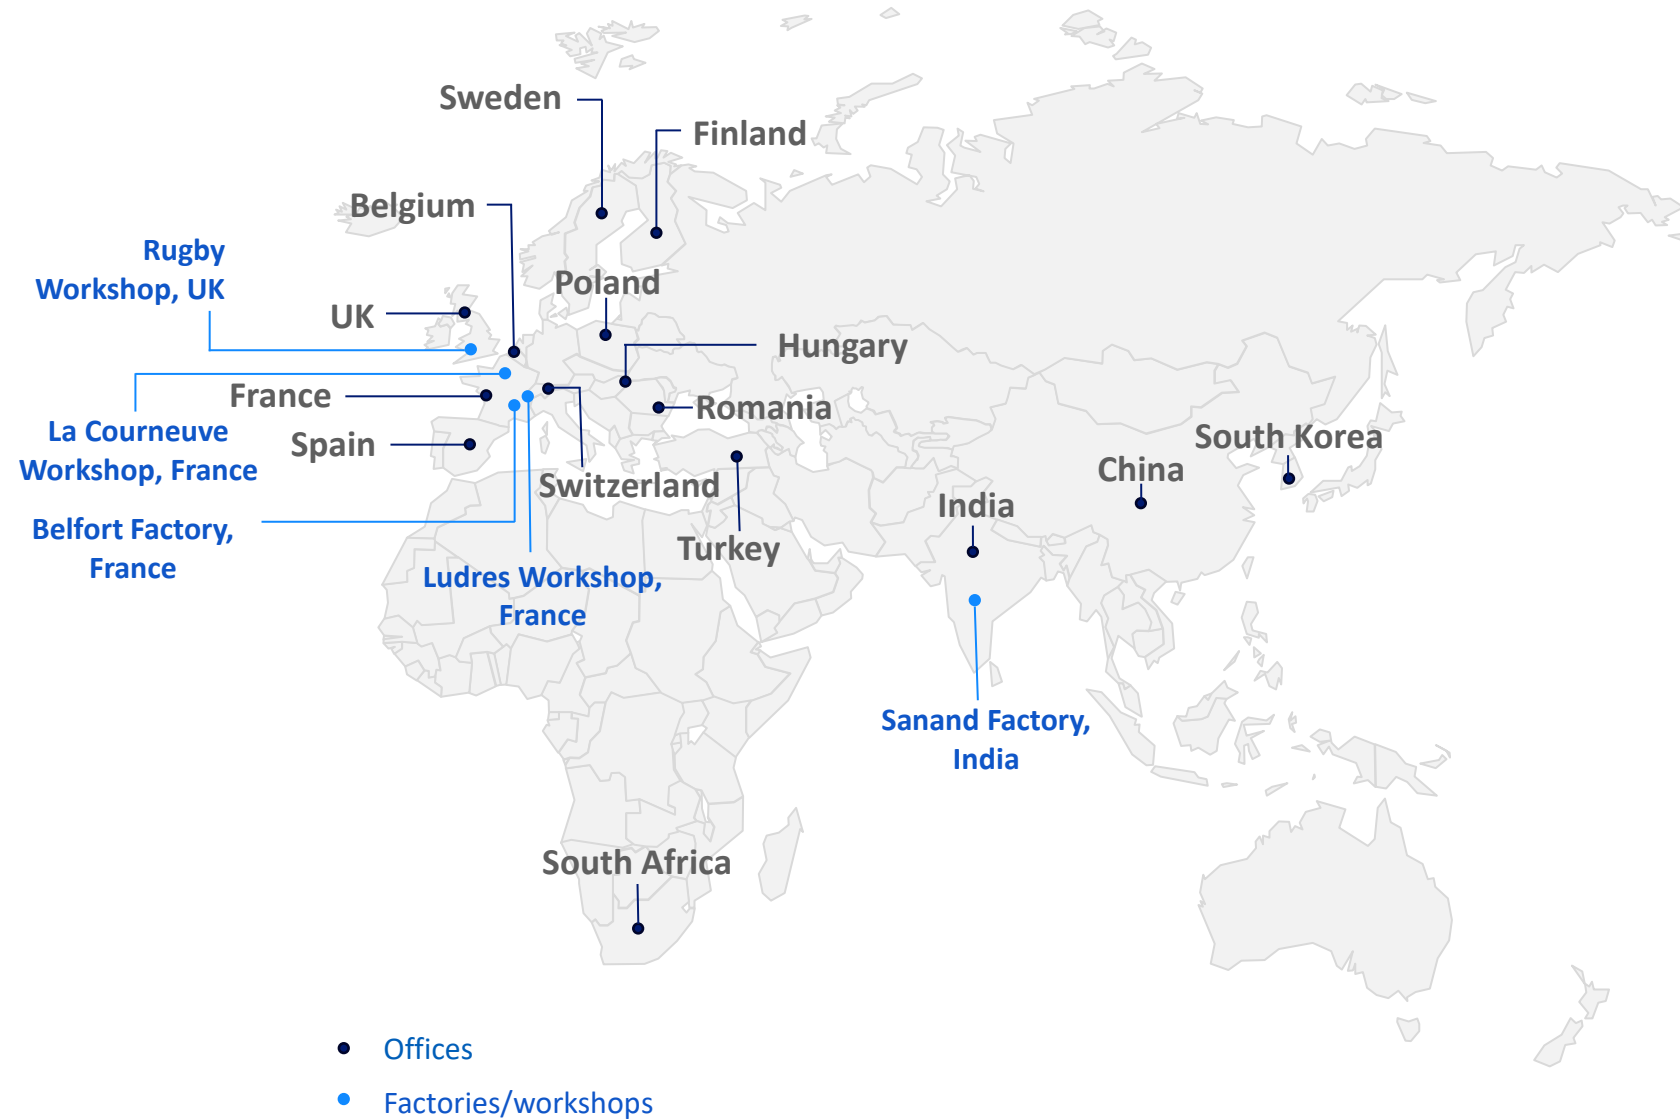 Sweden
Finland
Belgium
Rugby
Workshop, UK
Poland
UK
Hungary
France
Romania
La Courneuve
Workshop, France
Spain
South Korea
China
Switzerland
India
Belfort Factory,
France
Turkey
Ludres Workshop,
France
Sanand Factory,
India
South Africa
Offices
Factories/workshops